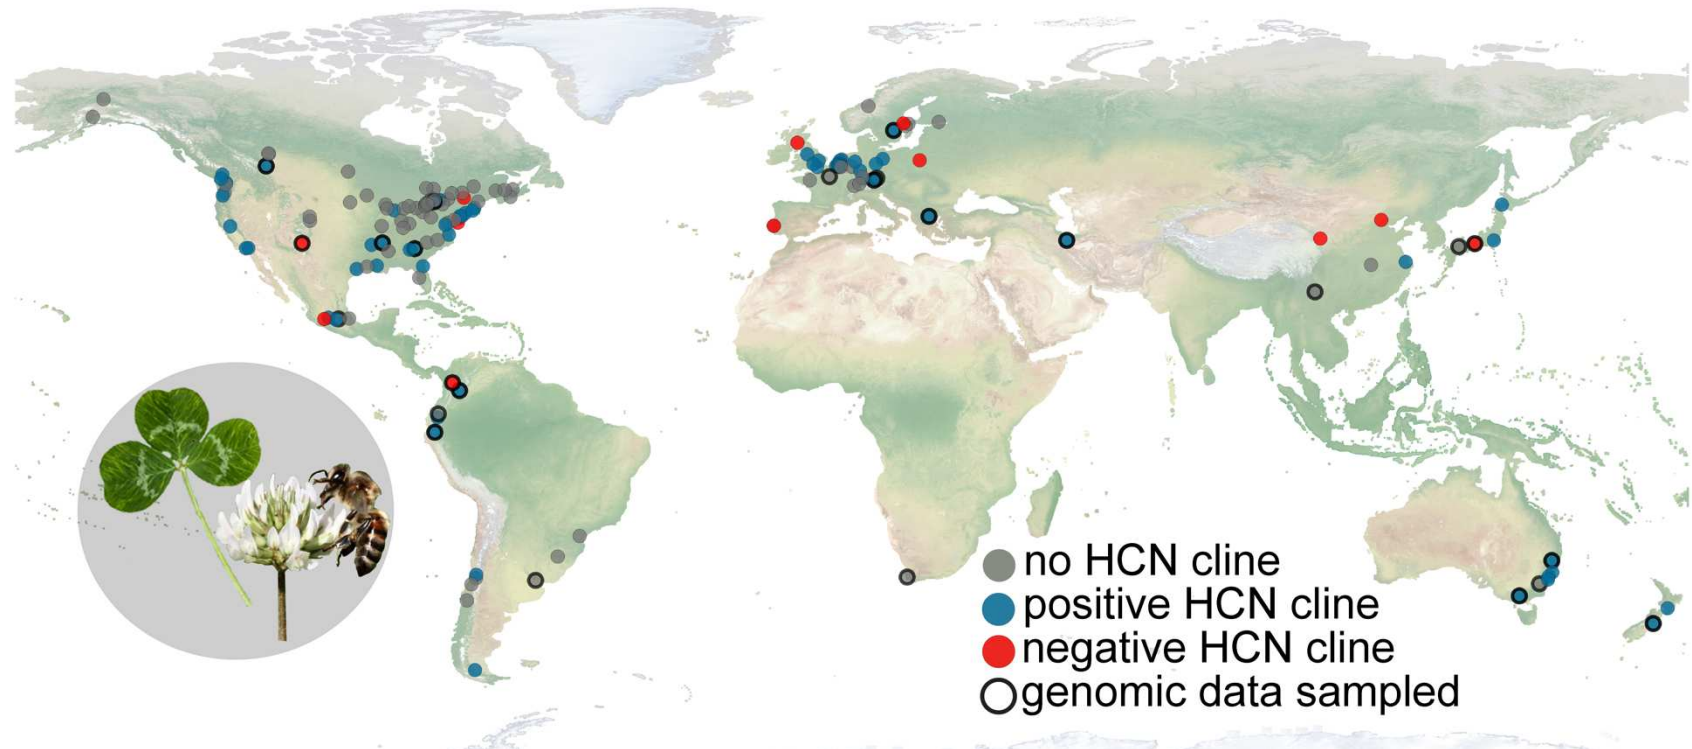 no HCN cline
positive HCN cline
negative HCN cline
genomic data sampled